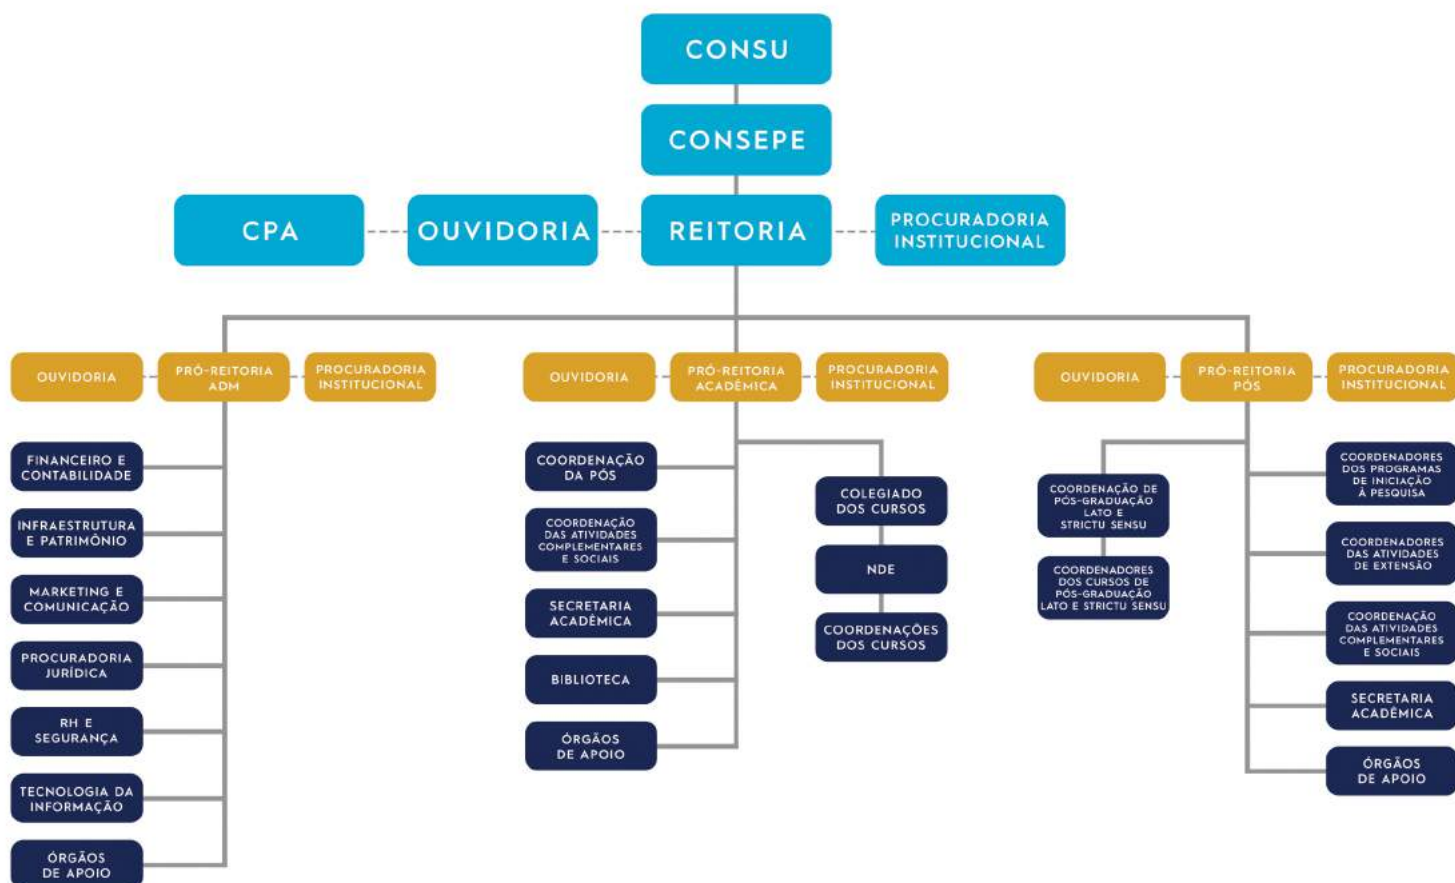 CONSU
CONSEPE
CPA
OUVIDORIA
REITORIA
PROCURADORIA
INSTITUCIONAL
OUVIDORIA
PRÓ-REITORIA
ADM
PROCURADORIA
INSTITUCIONAL
OUVIDORIA
PRÓ-REITORIA
ACADÊMICA
PROCURADORIA
INSTITUCIONAL
OUVIDORIA
PRÓ-REITORIA
PÓS
PROCURADORIA
INSTITUCIONAL
FINANCEIRO E
CONTABILIDADE
INFRAESTRUTURA
E PATRIMÔNIO
MARKETING E
COMUNICAÇÃO
PROCURADORIA
JURÍDICA
RH E
SEGURANÇA
TECNOLOGIA DA
INFORMAÇÃO
ÓRGÃOS
DE APOIO
COORDENAÇÃO
DA PÓS
COORDENAÇÃO
DAS ATIVIDADES
COMPLEMENTARES
E SOCIAIS
SECRETARIA
ACADÊMICA
BIBLIOTECA
ÓRGÃOS
DE APOIO
COLEGIADO
DOS CURSOS
NDE
COORDENAÇÕES
DOS CURSOS
COORDENAÇÃO DE
PÓS-GRADUAÇÃO
LATO E
STRICTU SENSU
COORDENADORES
DOS CURSOS DE
PÓS-GRADUAÇÃO
LATO E STRICTU SENSU
COORDENADORES
DOS PROGRAMAS
DE INICIAÇÃO
À PESQUISA
COORDENADORES
DAS ATIVIDADES
DE EXTENSÃO
COORDENAÇÃO
DAS ATIVIDADES
COMPLEMENTARES
E SOCIAIS
SECRETARIA
ACADÊMICA
ÓRGÃOS
DE APOIO